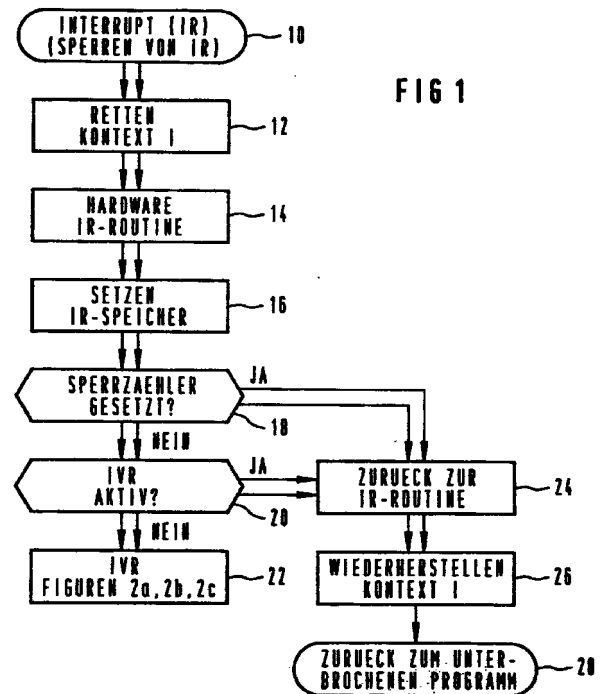 INTERRUPT (IR)
(SPERREN VON IR)
10
FIG 1
RETTEN
KONTEXT I
12
HARDWARE
IR-ROUTINE
14
SETZEN
IR-SPEICHER
16
SPERRZAEHLER
GESETZT?
JA
18
NEIN
IVR
AKTIV?
JA
20
ZURUECK ZUR
IR-ROUTINE
24
NEIN
IVR
FIGUREN 2a, 2b, 2c
22
WIEDERHERSTELLEN
KONTEXT I
26
ZURUECK ZUM UNTER-
BROCHENEN PROGRAMM
28